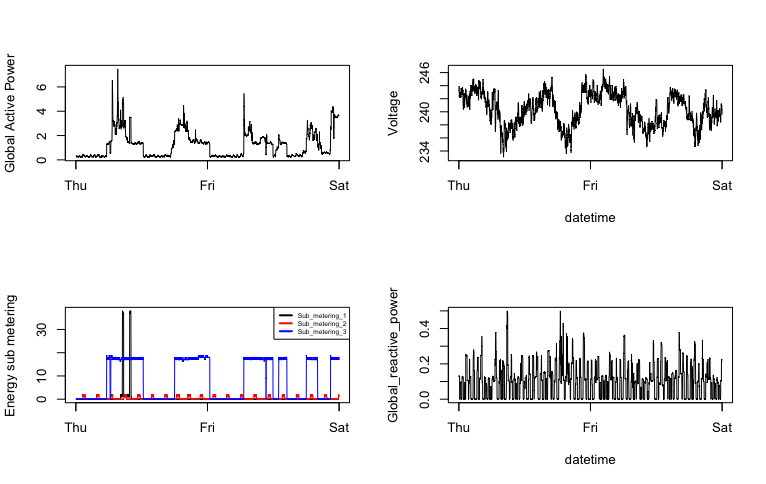 Global Active Power
6
4
2
0
Thu
Fri
Sat
Voltage
246
240
234
Thu
Fri
Sat
datetime
Energy sub metering
30
10
0
Sub_metering_1
Sub_metering_2
Sub_metering_3
Thu
Fri
Sat
Global_reactive_power
0.4
0.2
0.0
Thu
Fri
Sat
datetime